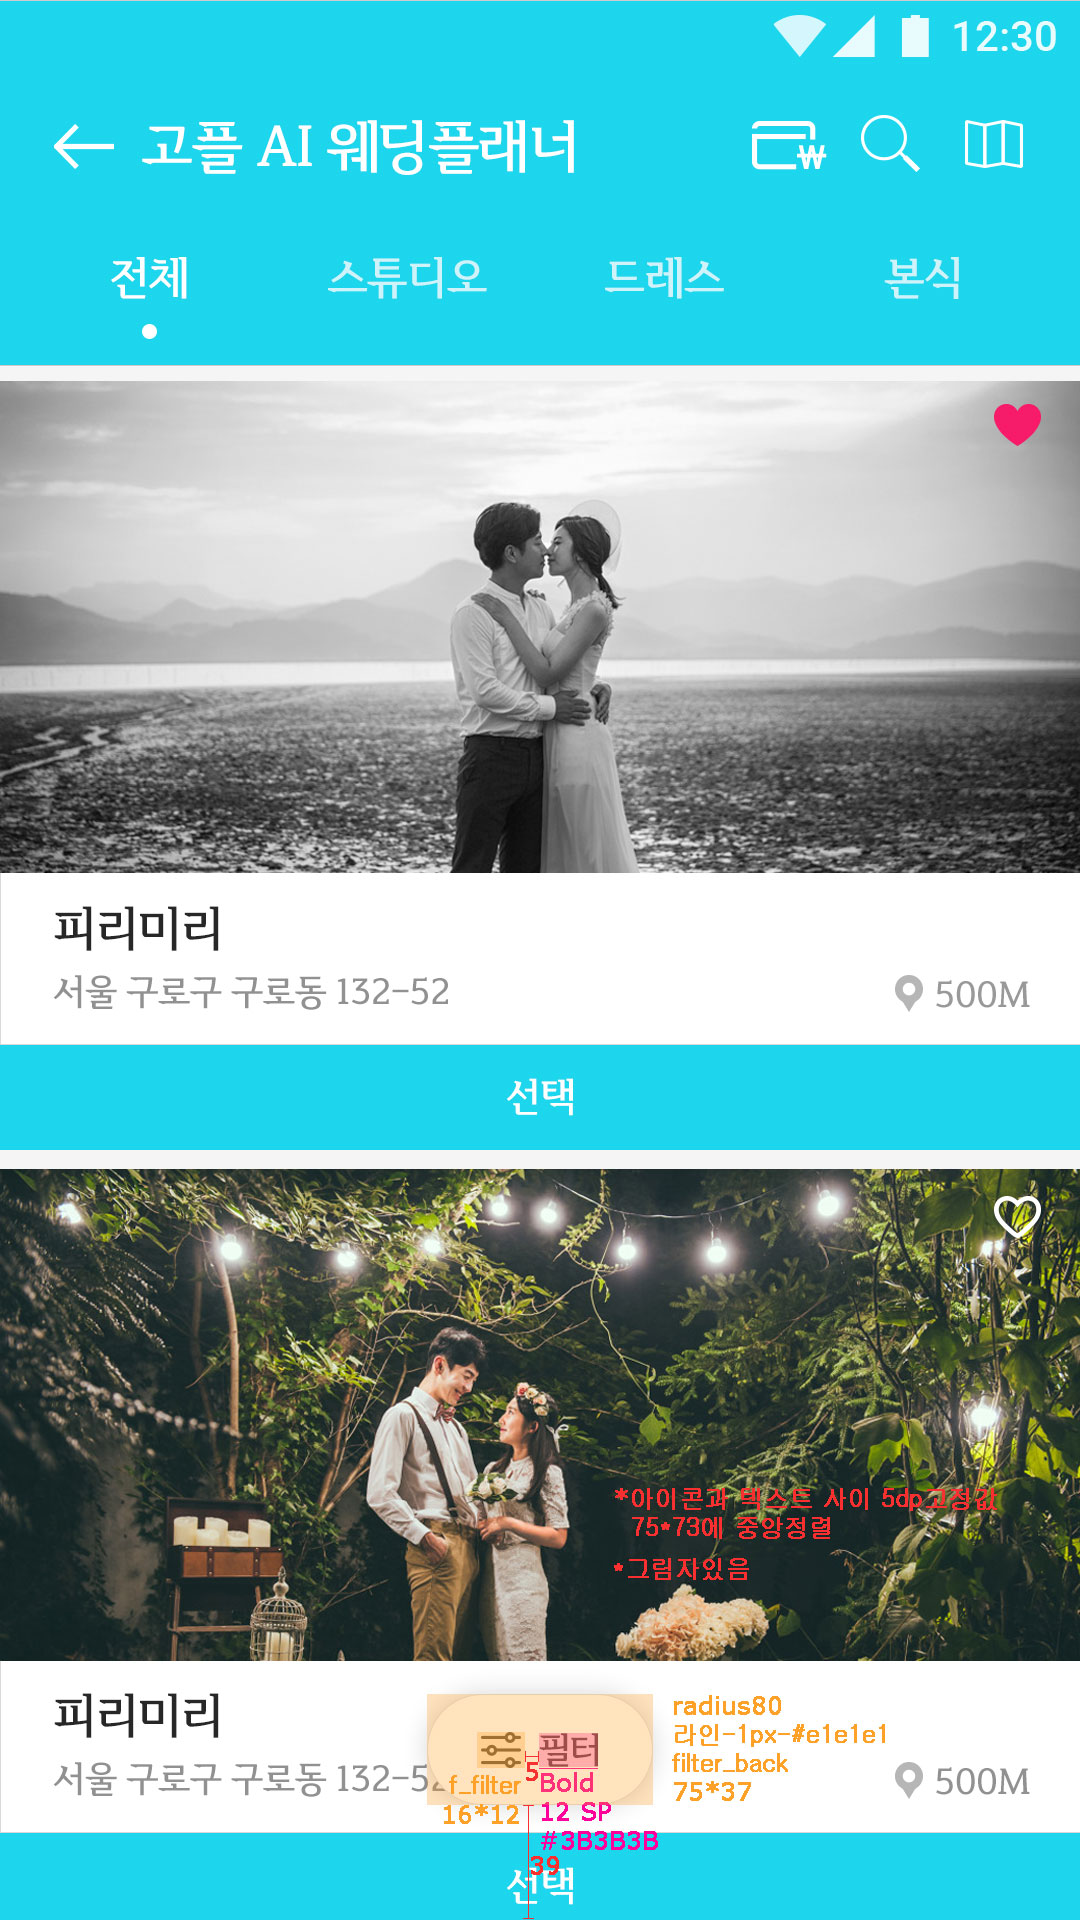 12:30
고플 AI 웨딩플래너
전체 스튜디오 드레스 본식
피리미리
서울 구로구 구로동 132-52
500M
선택
*아이콘과 텍스트 사이 5dp고정값
75*73에 중앙정렬
*그림자있음
피리미리
서울 구로구 구로동 132-52
500M
필터
5
f_filter
16*12
Bold
12 SP
#3B3B3B
radius80
라인-1px-#e1e1e1
filter_back
75*37
39
선택